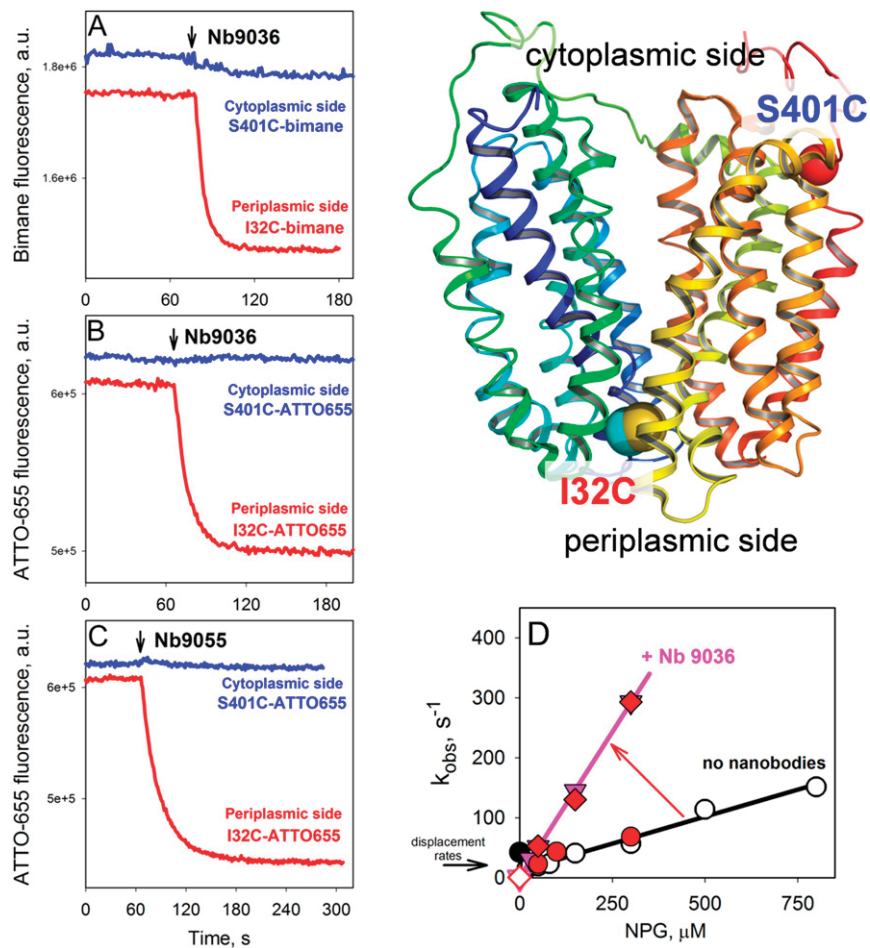 A
Nb9036
1.8e+6
1.6e+6
Bimane fluorescence, a.u.
Cytoplasmic side
S401C-bimane
Periplasmic side
I32C-bimane
0 60 120 180
cytoplasmic side
S401C
I32C
periplasmic side
B
Nb9036
6e+5
5e+5
ATTO-655 fluorescence, a.u.
Cytoplasmic side
S401C-ATTO655
Periplasmic side
I32C-ATTO655
0 60 120 180
C
Nb9055
6e+5
5e+5
ATTO-655 fluorescence, a.u.
Cytoplasmic side
S401C-ATTO655
Periplasmic side
I32C-ATTO655
0 60 120 180 240 300
Time, s
D
+ Nb 9036
no nanobodies
displacement
rates
400
300
200
100
0
kobs, s⁻¹
0 250 500 750
NPG, μM